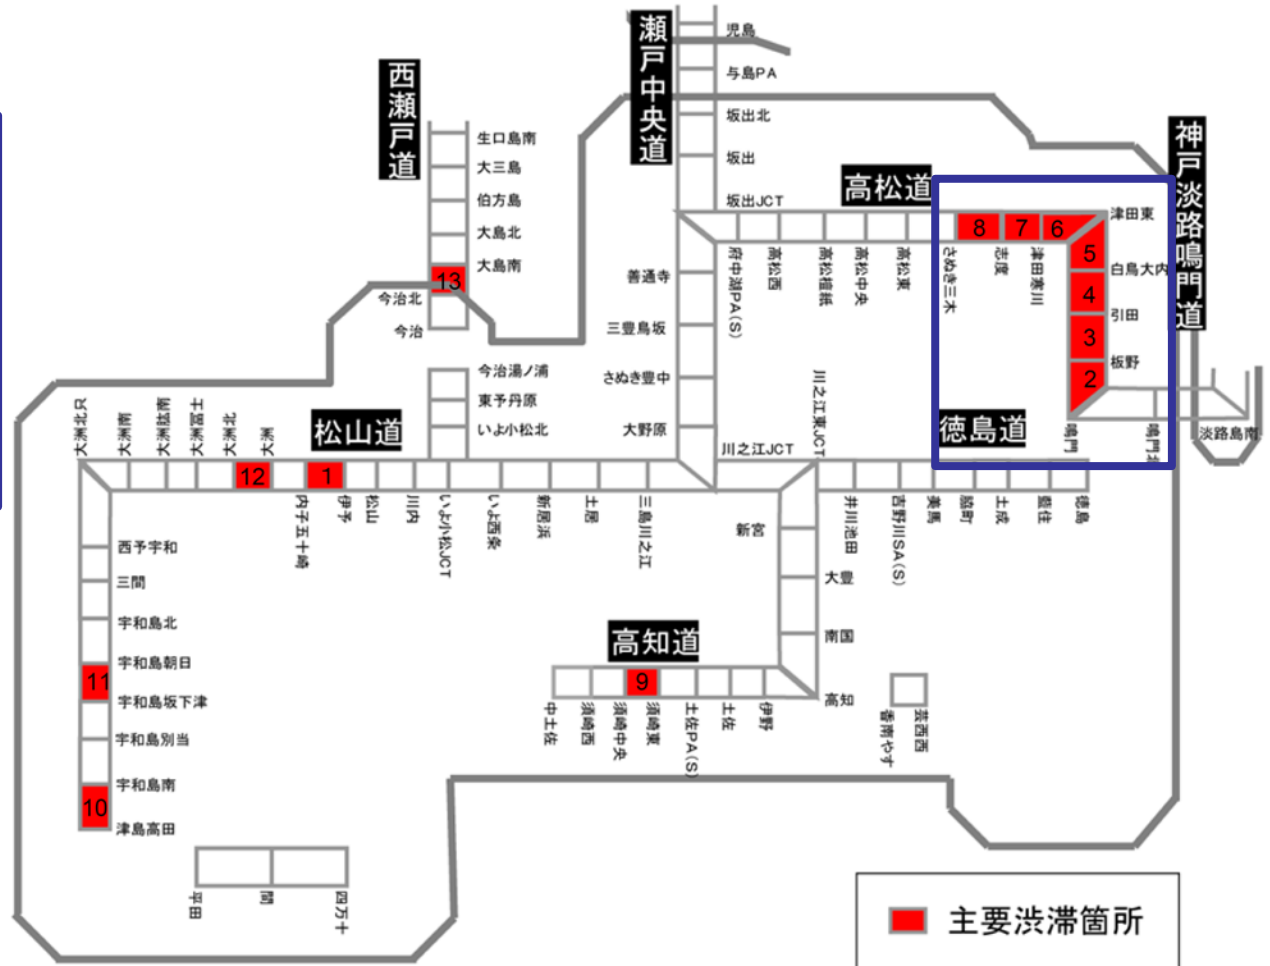 瀬戸中央道
児島
与島PA
坂出北
坂出
坂出JCT
西瀬戸道
生口島南
大三島
伯方島
大島北
大島南
13
今治北
今治
今治湯ノ浦
東予丹原
いよ小松北
神戸淡路鳴門道
高松道
8
7
6
5
4
3
2
津田東
白鳥大内
引田
板野
府中湖PA(S)
高松西
高松檀紙
高松中央
高松東
さぬき三木
志度
津田寒川
善通寺
三豊鳥坂
さぬき豊中
大野原
川之江JCT
川之江東JCT
徳島道
鳴門
鳴門北
淡路島南
松山道
大洲北只
大洲南
大洲肱南
大洲冨士
大洲北
大洲
12
1
内子五十崎
伊予
松山
川内
いよ小松JCT
いよ西条
新居浜
土居
三島川之江
井川池田
吉野川SA(S)
美馬
脇町
土成
藍住
徳島
西予宇和
三間
宇和島北
宇和島朝日
11
宇和島坂下津
宇和島別当
宇和島南
10
津島高田
新宮
大豊
南国
高知
高知道
9
中土佐
須崎西
須崎中央
須崎東
土佐PA(S)
土佐
伊野
香南やす
芸西西
平田
間
四万十
主要渋滞箇所